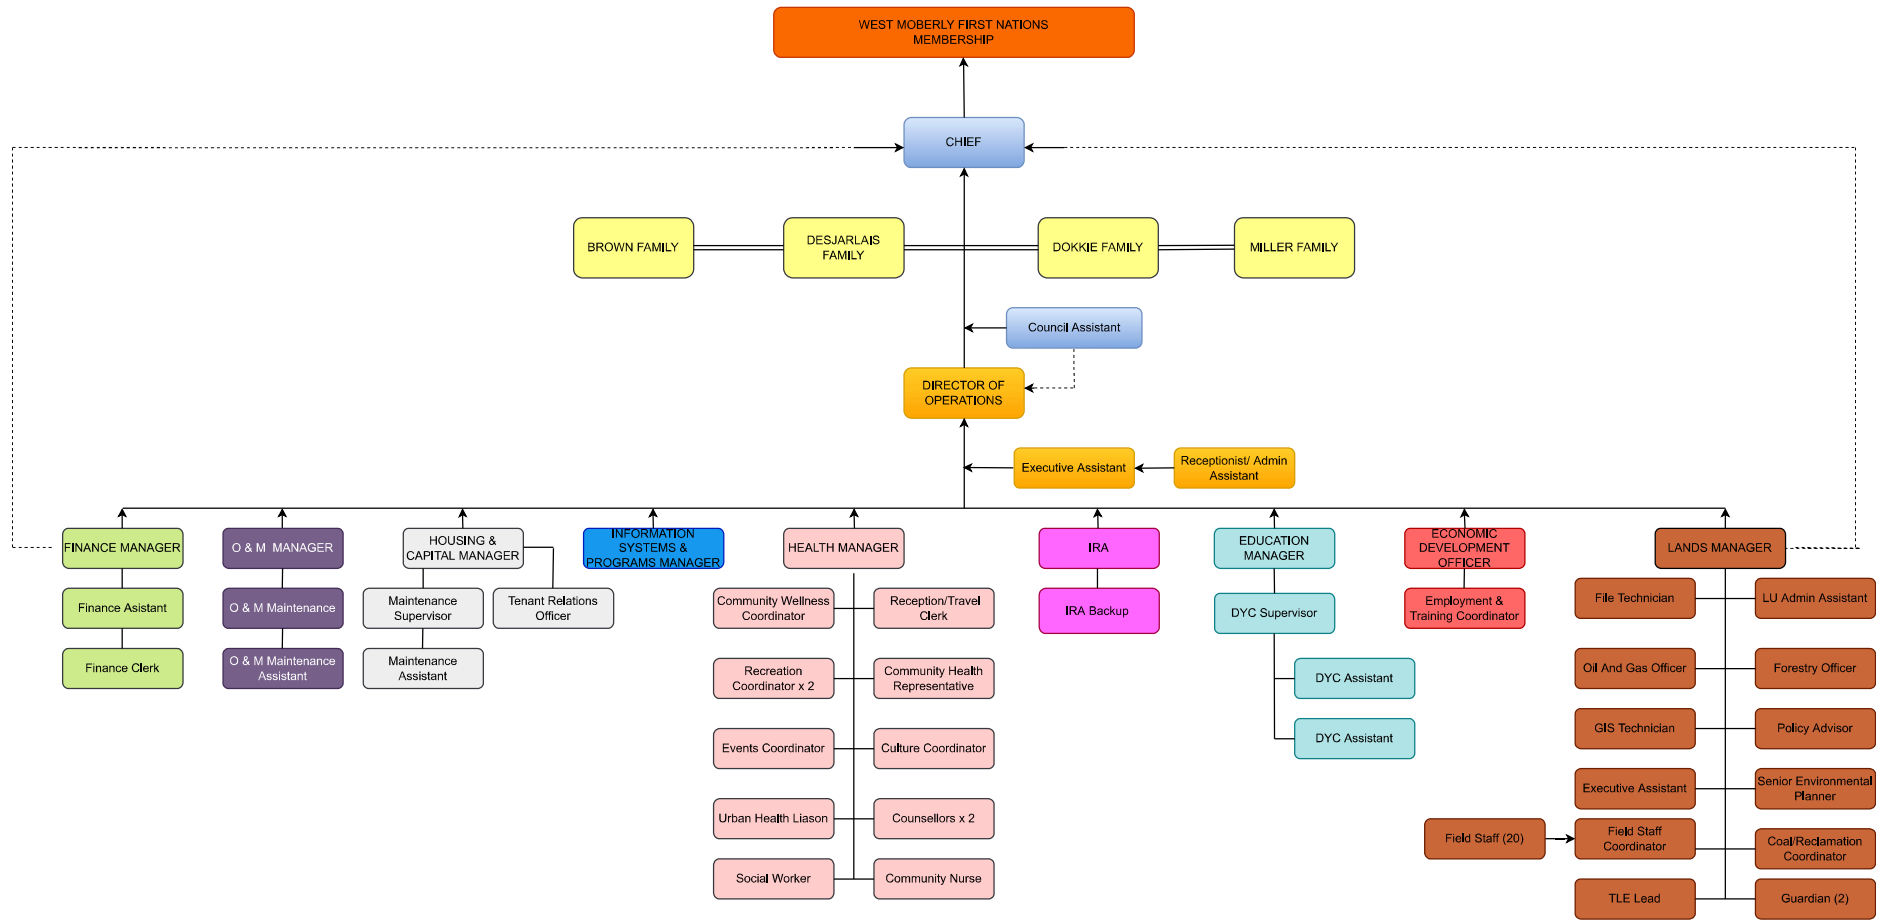 WEST MOBERLY FIRST NATIONS
MEMBERSHIP
CHIEF
BROWN FAMILY
DESJARLAIS
FAMILY
DOKKIE FAMILY
MILLER FAMILY
Council Assistant
DIRECTOR OF
OPERATIONS
Executive Assistant
Receptionist/ Admin
Assistant
FINANCE MANAGER
O & M  MANAGER
HOUSING &
CAPITAL MANAGER
INFORMATION
SYSTEMS &
PROGRAMS MANAGER
HEALTH MANAGER
IRA
EDUCATION
MANAGER
ECONOMIC
DEVELOPMENT
OFFICER
LANDS MANAGER
Finance Asistant
O & M Maintenance
Maintenance
Supervisor
Tenant Relations
Officer
Community Wellness
Coordinator
Reception/Travel
Clerk
IRA Backup
DYC Supervisor
Employment &
Training Coordinator
File Technician
LU Admin Assistant
Finance Clerk
O & M Maintenance
Assistant
Maintenance
Assistant
Recreation
Coordinator x 2
Community Health
Representative
DYC Assistant
Oil And Gas Officer
Forestry Officer
Events Coordinator
Culture Coordinator
DYC Assistant
GIS Technician
Policy Advisor
Executive Assistant
Senior Environmental
Planner
Urban Health Liason
Counsellors x 2
Field Staff (20)
Field Staff
Coordinator
Coal/Reclamation
Coordinator
Social Worker
Community Nurse
TLE Lead
Guardian (2)